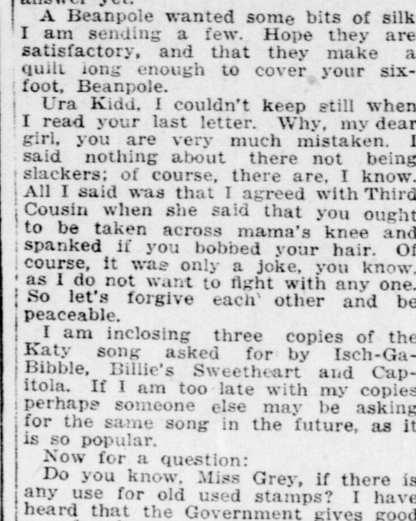 answer yet.
A Beanpole wanted some bits of silk
I am sending a few. Hope they are
satisfactory, and that they make a
quilt long enough to cover your six-
foot, Beanpole.
Ura Kidd, I couldn't keep still when
I read your last letter. Why, my dear
girl, you are very much mistaken. I
said nothing about there not being
slackers; of course, there are, I know.
All I said was that I agreed with Third
Cousin when she said that you ought
to be taken across mama's knee and
spanked if you bobbed your hair. Of
course, it was only a joke, you know,
as I do not want to fight with any one.
So let's forgive each other and be
peaceable.
I am inclosing three copies of the
Katy song asked for by Isch-Ga-
Bibble, Billie's Sweetheart and Cap-
itola. If I am too late with my copies
perhaps someone else may be asking
for the same song in the future, as it
is so popular.
Now for a question:
Do you know, Miss Grey, if there is
any use for old used stamps? I have
heard that the Government gives good